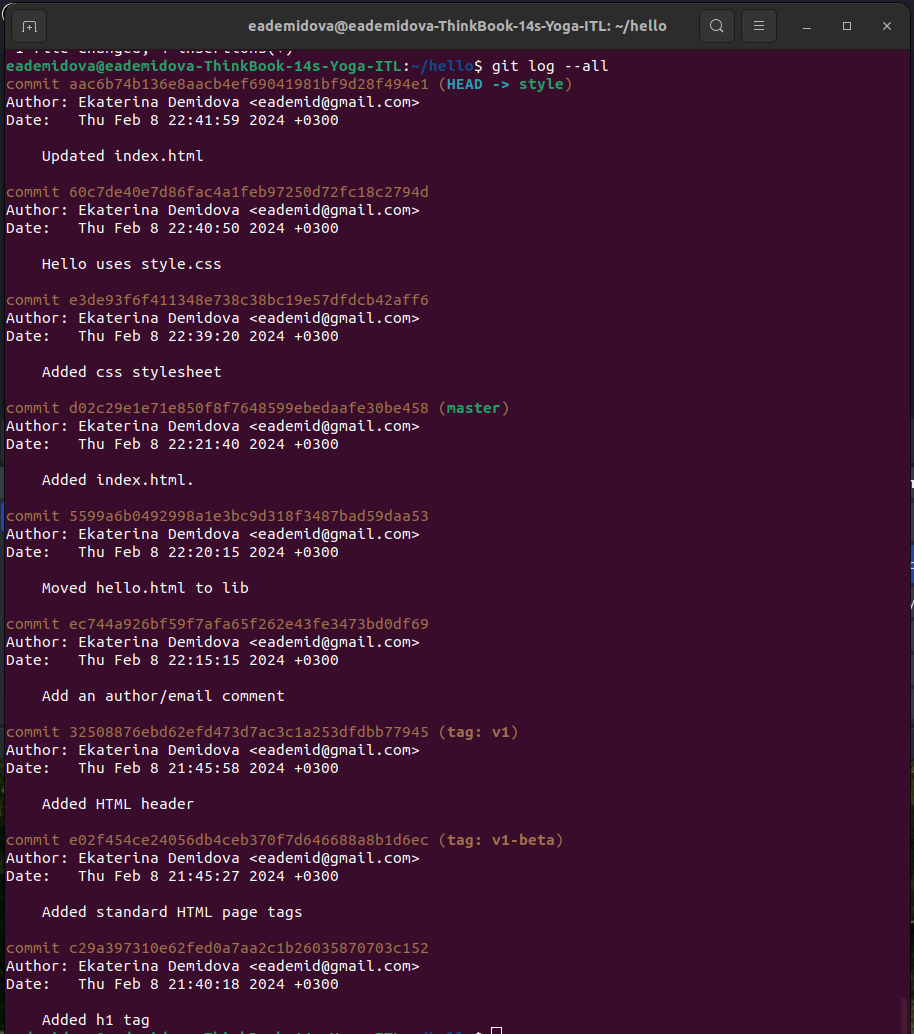 eademidova@eademidova-ThinkBook-14s-Yoga-ITL: ~/hello
1 file changed, 4 insertions(+)
eademidova@eademidova-ThinkBook-14s-Yoga-ITL:~/hello$ git log --all
commit aac6b74b136e8aacb4ef69041981bf9d28f494e1 (HEAD -> style)
Author: Ekaterina Demidova <eademid@gmail.com>
Date:   Thu Feb 8 22:41:59 2024 +0300
Updated index.html
commit 60c7de40e7d86fac4a1feb97250d72fc18c2794d
Author: Ekaterina Demidova <eademid@gmail.com>
Date:   Thu Feb 8 22:40:50 2024 +0300
Hello uses style.css
commit e3de93f6f411348e738c38bc19e57dfdcb42aff6
Author: Ekaterina Demidova <eademid@gmail.com>
Date:   Thu Feb 8 22:39:20 2024 +0300
Added css stylesheet
commit d02c29e1e71e850f8f7648599ebedaafe30be458 (master)
Author: Ekaterina Demidova <eademid@gmail.com>
Date:   Thu Feb 8 22:21:40 2024 +0300
Added index.html.
commit 5599a6b0492998a1e3bc9d318f3487bad59daa53
Author: Ekaterina Demidova <eademid@gmail.com>
Date:   Thu Feb 8 22:20:15 2024 +0300
Moved hello.html to lib
commit ec744a926bf59f7afa65f262e43fe3473bd0df69
Author: Ekaterina Demidova <eademid@gmail.com>
Date:   Thu Feb 8 22:15:15 2024 +0300
Add an author/email comment
commit 32508876ebd62efd473d7ac3c1a253dfdbb77945 (tag: v1)
Author: Ekaterina Demidova <eademid@gmail.com>
Date:   Thu Feb 8 21:45:58 2024 +0300
Added HTML header
commit e02f454ce24056db4ceb370f7d646688a8b1d6ec (tag: v1-beta)
Author: Ekaterina Demidova <eademid@gmail.com>
Date:   Thu Feb 8 21:45:27 2024 +0300
Added standard HTML page tags
commit c29a397310e62fed0a7aa2c1b26035870703c152
Author: Ekaterina Demidova <eademid@gmail.com>
Date:   Thu Feb 8 21:40:18 2024 +0300
Added h1 tag